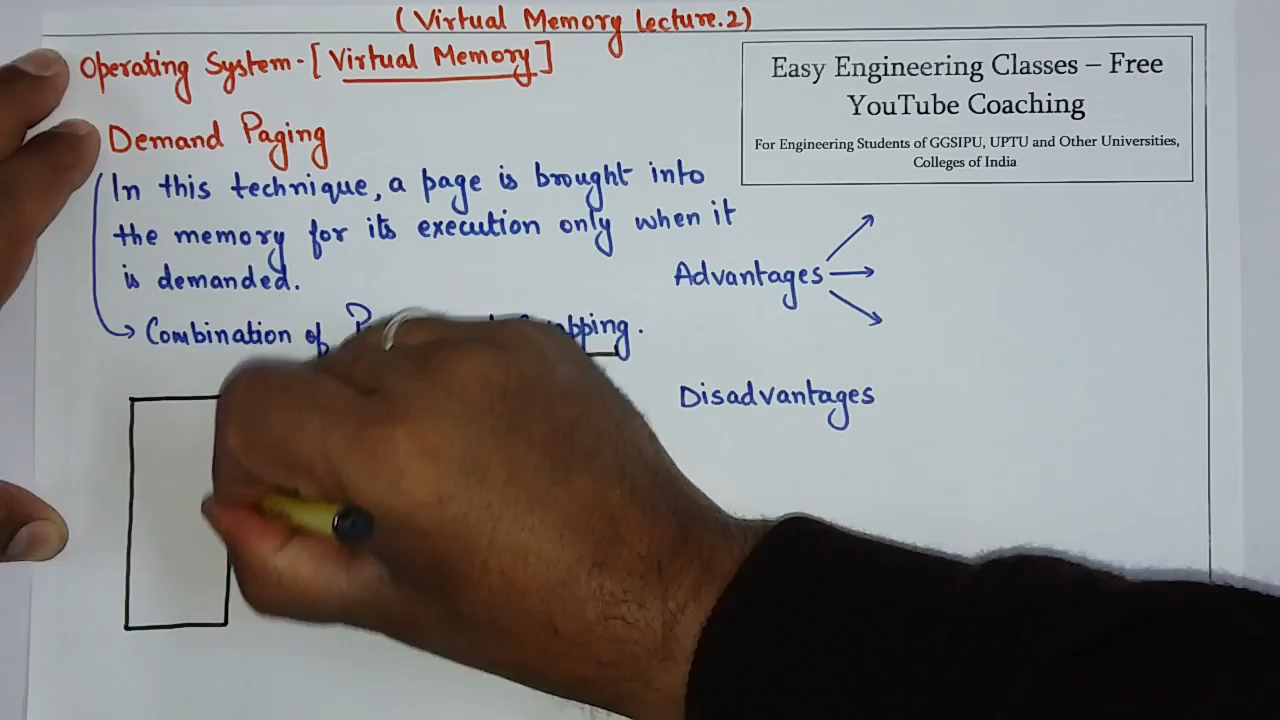 (Virtual Memory Lecture.2)
Operating System-[Virtual Memory]
Easy Engineering Classes – Free
YouTube Coaching
For Engineering Students of GGSIPU, UPTU and Other Universities,
Colleges of India
Demand Paging
In this technique, a page is brought into
the memory for its execution only when it
is demanded.
Combination of
Advantages
Disadvantages